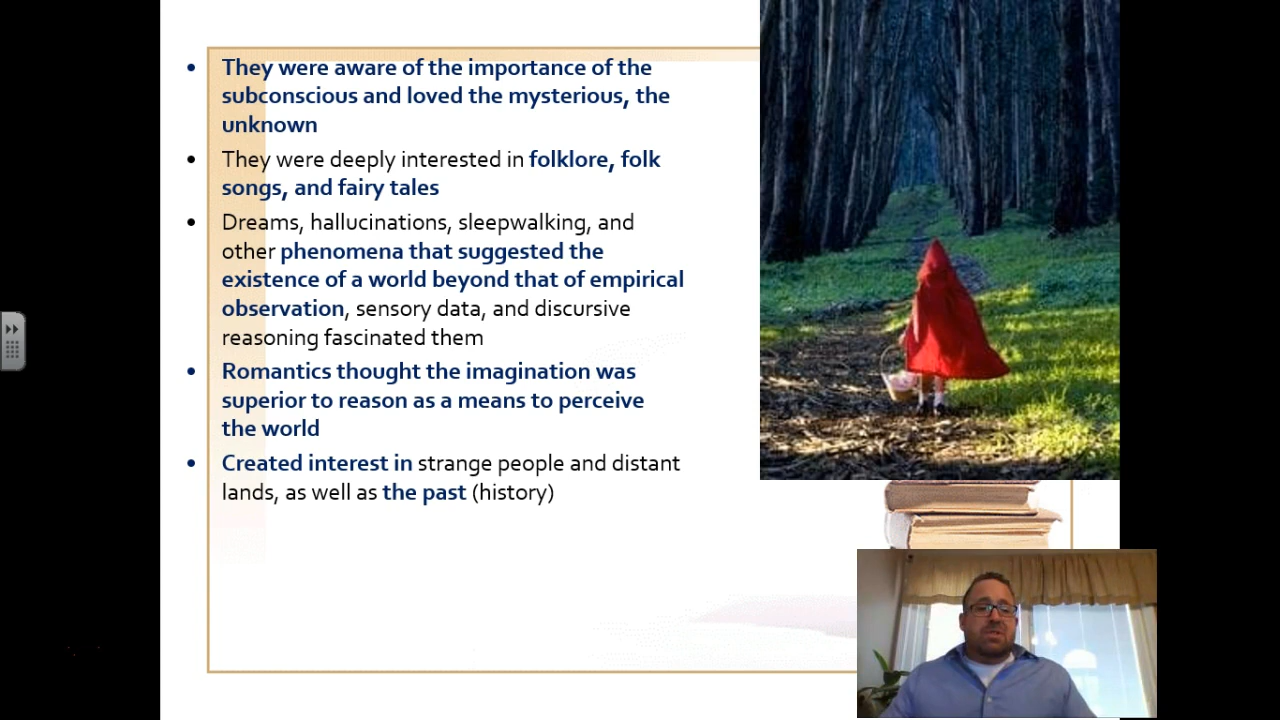 • They were aware of the importance of the
subconscious and loved the mysterious, the
unknown
• They were deeply interested in folklore, folk
songs, and fairy tales
• Dreams, hallucinations, sleepwalking, and
other phenomena that suggested the
existence of a world beyond that of empirical
observation, sensory data, and discursive
reasoning fascinated them
• Romantics thought the imagination was
superior to reason as a means to perceive
the world
• Created interest in strange people and distant
lands, as well as the past (history)